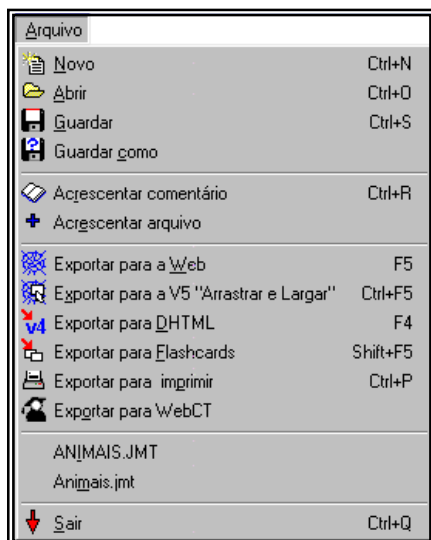 Arquivo
Novo Ctrl+N
Abrir Ctrl+O
Guardar Ctrl+S
Guardar como
Acrescentar comentário Ctrl+R
Acrescentar arquivo
Exportar para a Web F5
Exportar para a V5 "Arrastrar e Largar" Ctrl+F5
v4 Exportar para DHTML F4
Exportar para Flashcards Shift+F5
Exportar para imprimir Ctrl+P
Exportar para WebCT
ANIMAIS.JMT
Animais.jmt
Sair Ctrl+Q